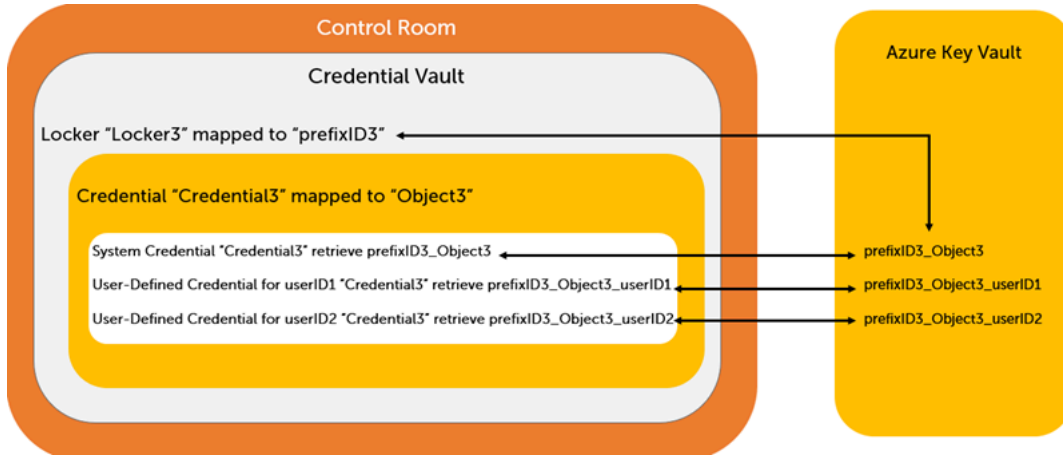 Control Room
Credential Vault
Azure Key Vault
Locker “Locker3” mapped to “prefixID3”
Credential “Credential3” mapped to “Object3”
System Credential “Credential3” retrieve prefixID3_Object3
prefixID3_Object3
User-Defined Credential for userID1 “Credential3” retrieve prefixID3_Object3_userID1
prefixID3_Object3_userID1
User-Defined Credential for userID2 “Credential3” retrieve prefixID3_Object3_userID2
prefixID3_Object3_userID2